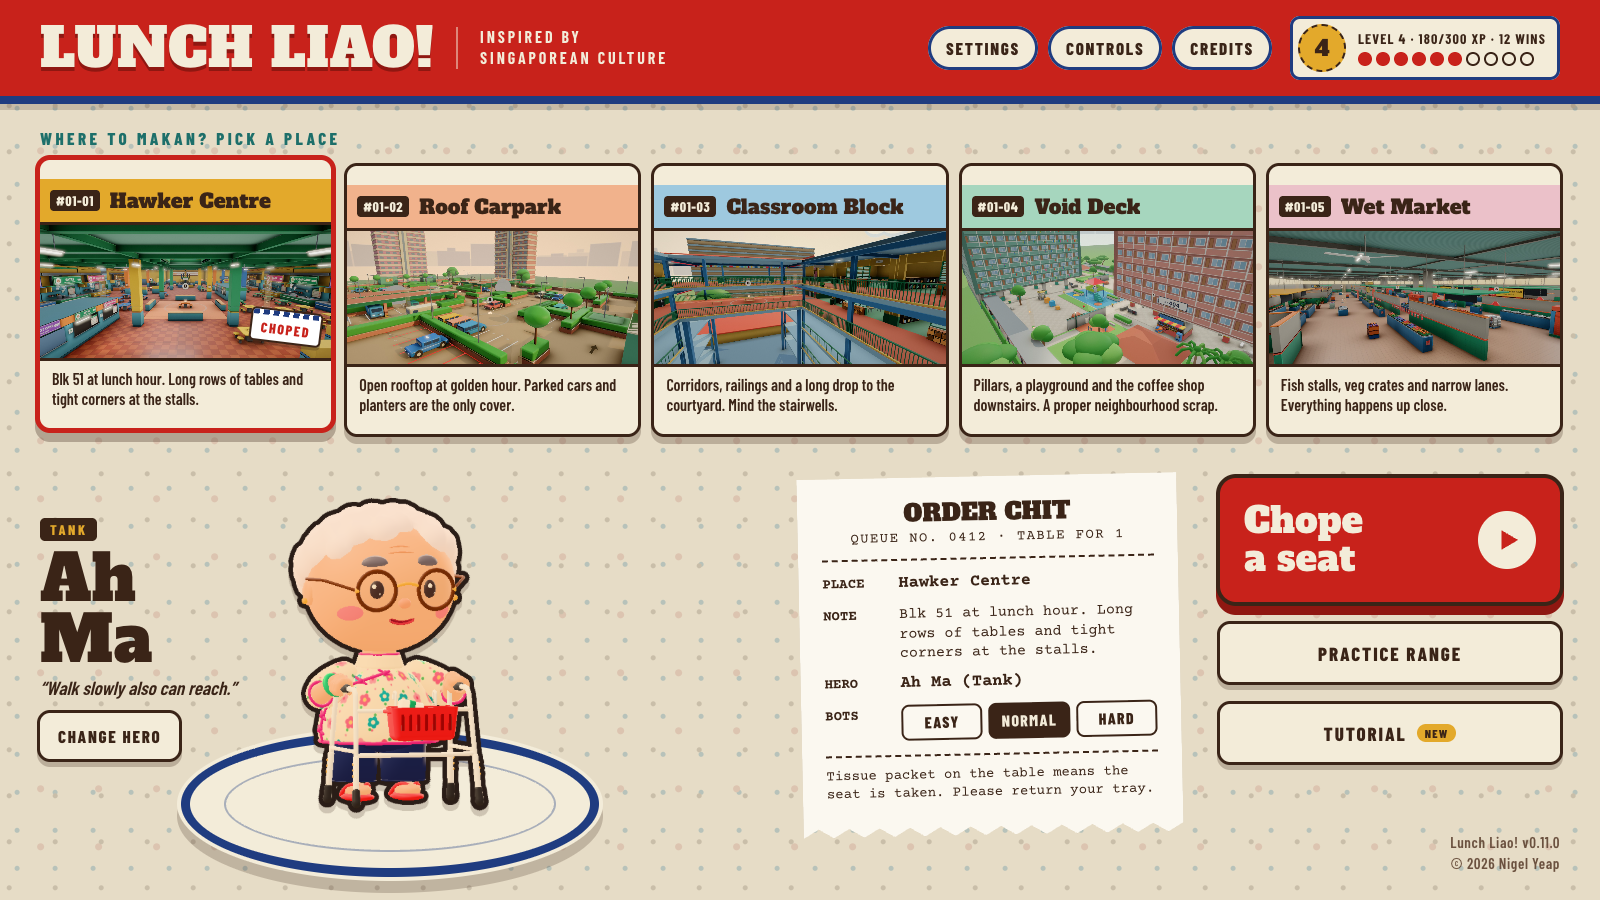 LUNCH LIAO!
INSPIRED BY
SINGAPOREAN CULTURE
SETTINGS
CONTROLS
CREDITS
4
LEVEL 4 · 180/300 XP · 12 WINS
WHERE TO MAKAN? PICK A PLACE
#01-01 Hawker Centre
CHOPED
Blk 51 at lunch hour. Long rows of tables and
tight corners at the stalls.
#01-02 Roof Carpark
Open rooftop at golden hour. Parked cars and
planters are the only cover.
#01-03 Classroom Block
Corridors, railings and a long drop to the
courtyard. Mind the stairwells.
#01-04 Void Deck
Pillars, a playground and the coffee shop
downstairs. A proper neighbourhood scrap.
#01-05 Wet Market
Fish stalls, veg crates and narrow lanes.
Everything happens up close.
TANK
Ah
Ma
“Walk slowly also can reach.”
CHANGE HERO
ORDER CHIT
QUEUE NO. 0412 · TABLE FOR 1
PLACE Hawker Centre
NOTE Blk 51 at lunch hour. Long
rows of tables and tight
corners at the stalls.
HERO Ah Ma (Tank)
BOTS EASY NORMAL HARD
Tissue packet on the table means the
seat is taken. Please return your tray.
Chope
a seat
PRACTICE RANGE
TUTORIAL NEW
Lunch Liao! v0.11.0
© 2026 Nigel Yeap